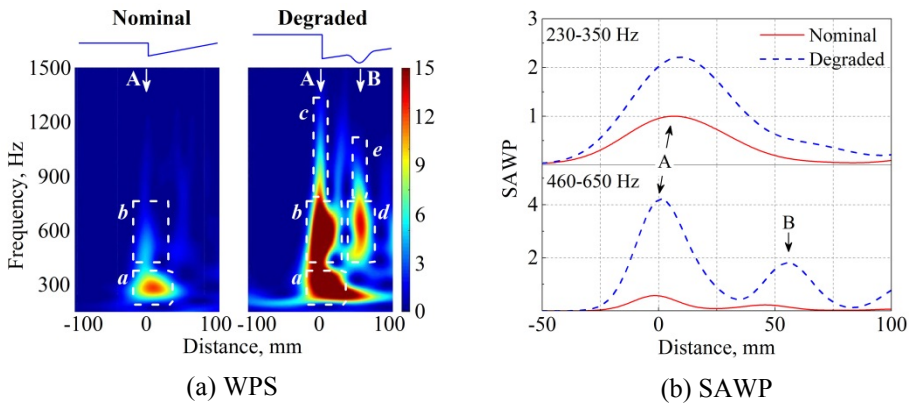 Nominal
Degraded
A
A
B
c
e
b
b
d
a
a
1500
1200
900
600
300
Frequency, Hz
-100
0
100
-100
0
100
Distance, mm
15
12
9
6
3
0
(a) WPS
230-350 Hz
Nominal
Degraded
A
460-650 Hz
B
3
2
1
4
2
SAWP
-50
0
50
100
Distance, mm
(b) SAWP